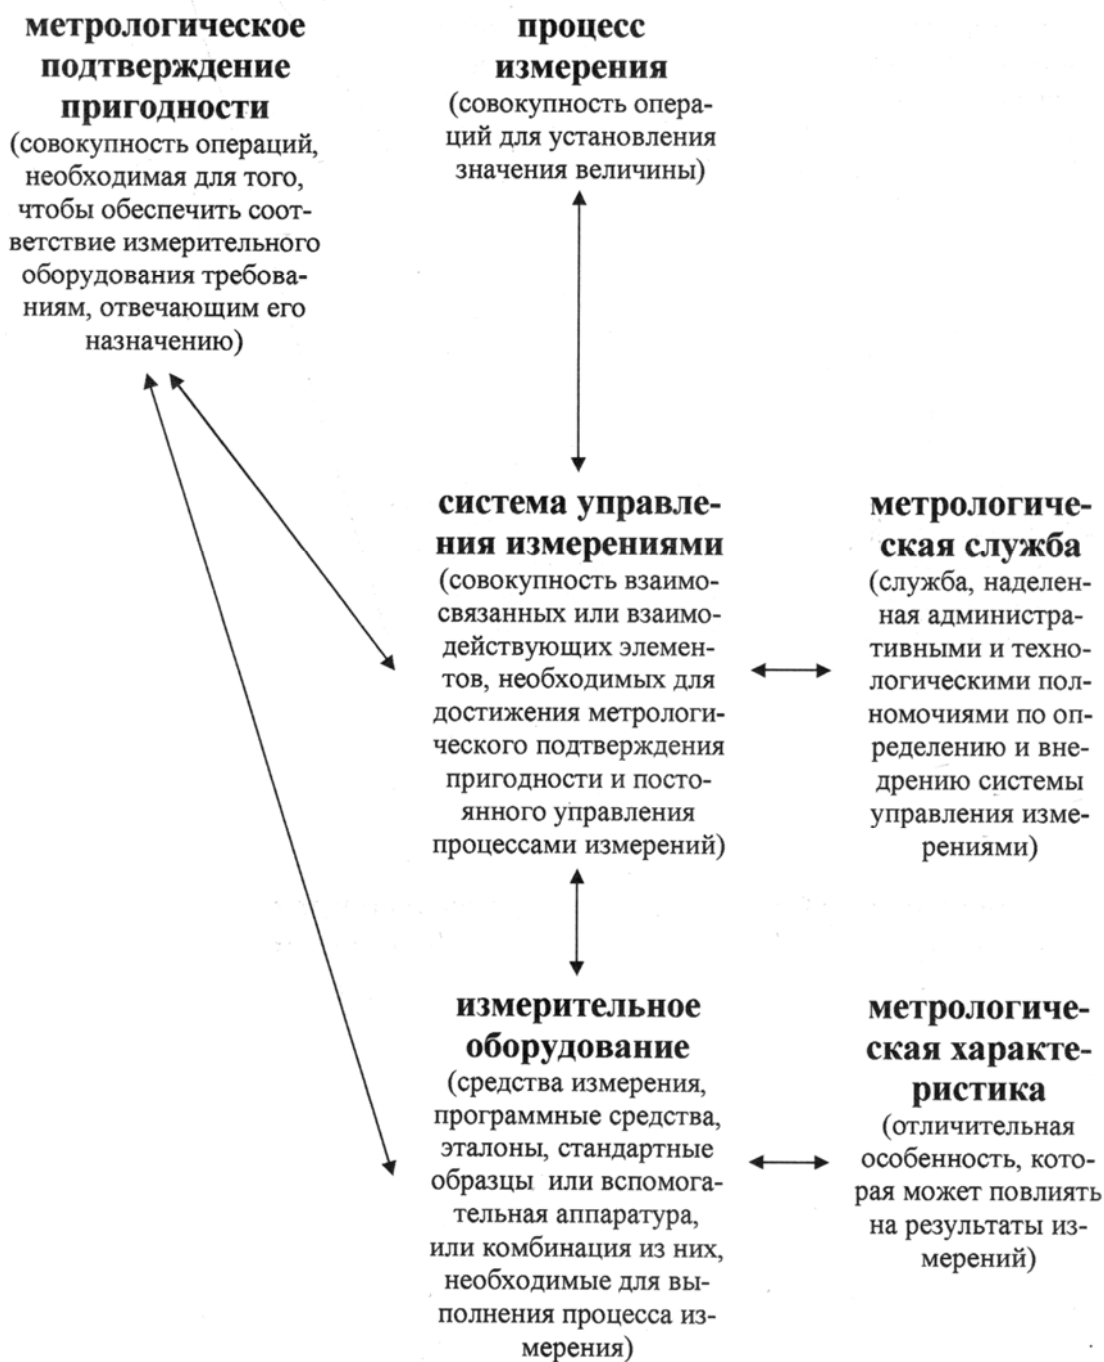 метрологическое
подтверждение
пригодности
(совокупность операций,
необходимая для того,
чтобы обеспечить соот-
ветствие измерительного
оборудования требова-
ниям, отвечающим его
назначению)
процесс
измерения
(совокупность опера-
ций для установления
значения величины)
система управле-
ния измерениями
(совокупность взаимо-
связанных или взаимо-
действующих элемен-
тов, необходимых для
достижения метрологи-
ческого подтверждения
пригодности и посто-
янного управления
процессами измерений)
метрологиче-
ская служба
(служба, наделен-
ная администра-
тивными и техно-
логическими пол-
номочиями по оп-
ределению и вне-
дрению системы
управления изме-
рениями)
измерительное
оборудование
(средства измерения,
программные средства,
эталоны, стандартные
образцы или вспомога-
тельная аппаратура,
или комбинация из них,
необходимые для вы-
полнения процесса из-
мерения)
метрологиче-
ская характе-
ристика
(отличительная
особенность, кото-
рая может повлиять
на результаты из-
мерений)